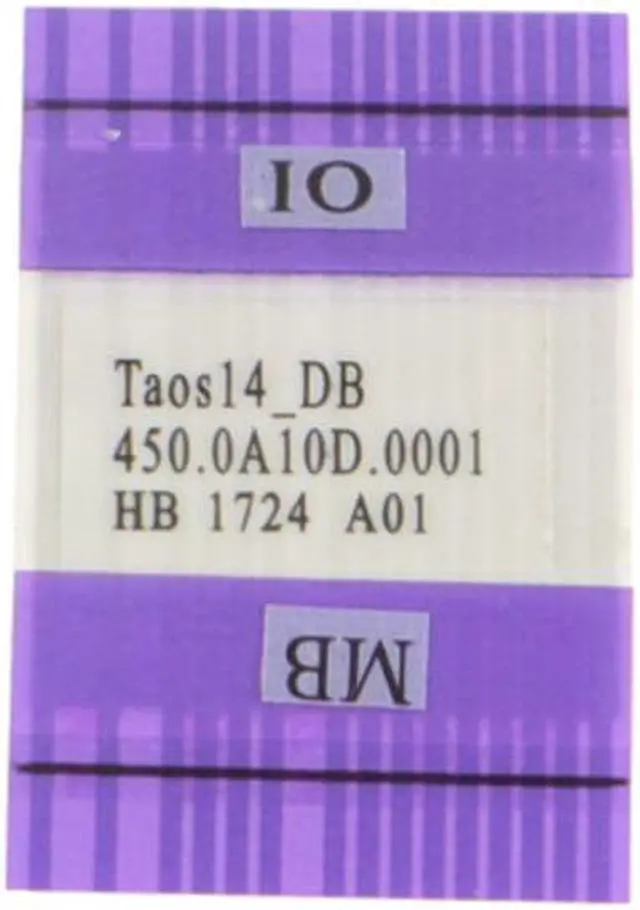 IO
Taos14_DB
450.0A10D.0001
HB 1724 A01
MB